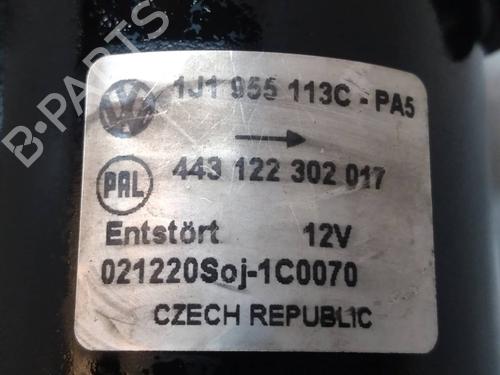 B-PARTS
1J1 955 113C - PA5
PAL 443 122 302 017
Entstört 12V
021220Soj-1C0070
CZECH REPUBLIC